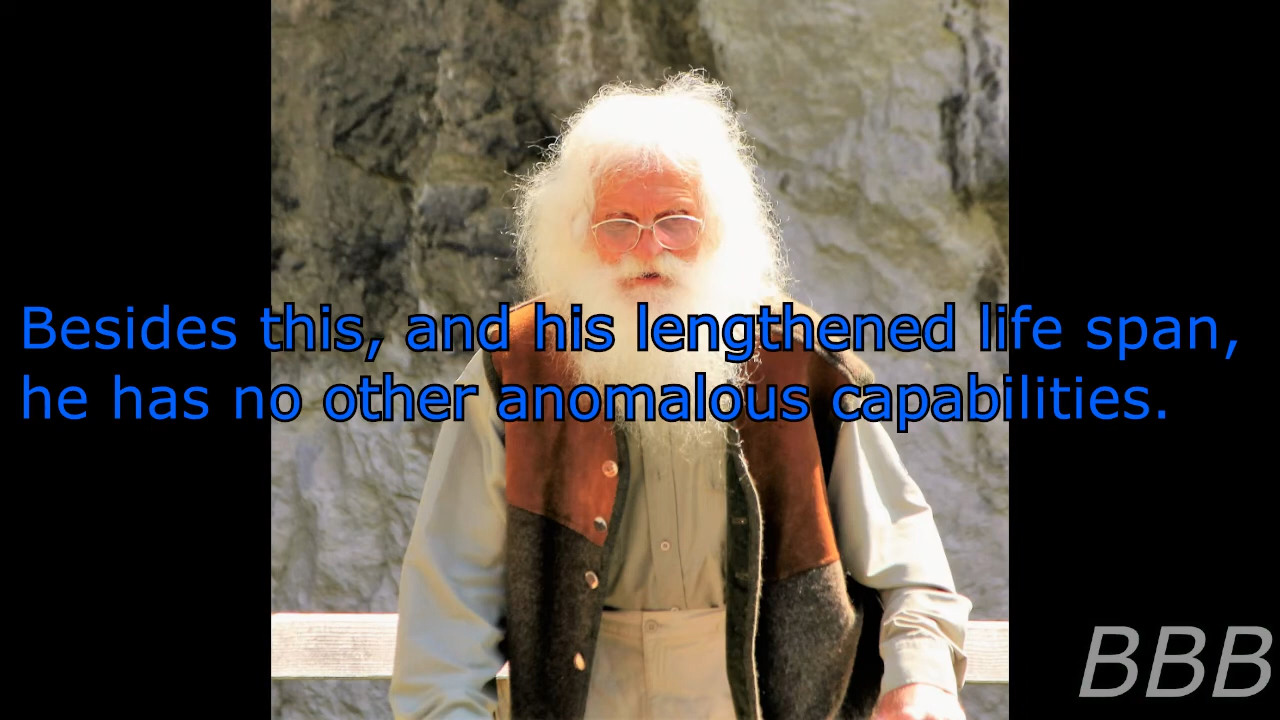 Besides this, and his lengthened life span,
he has no other anomalous capabilities.
BBB